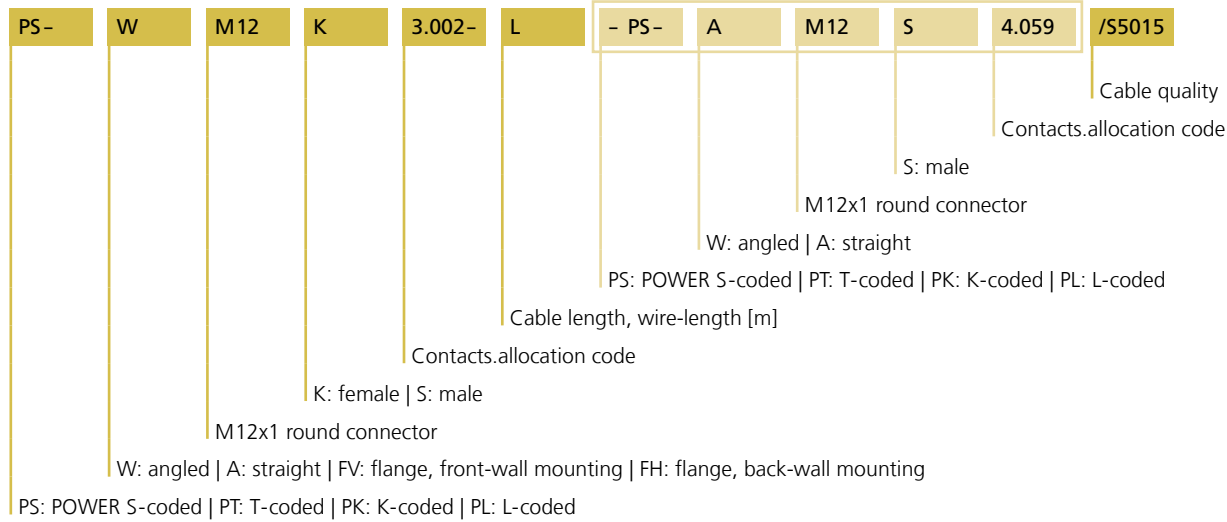 PS– W M12 K 3.002– L – PS– A M12 S 4.059 /S5015
Cable quality
Contacts.allocation code
S: male
M12x1 round connector
W: angled | A: straight
PS: POWER S-coded | PT: T-coded | PK: K-coded | PL: L-coded
Cable length, wire-length [m]
Contacts.allocation code
K: female | S: male
M12x1 round connector
W: angled | A: straight | FV: flange, front-wall mounting | FH: flange, back-wall mounting
PS: POWER S-coded | PT: T-coded | PK: K-coded | PL: L-coded